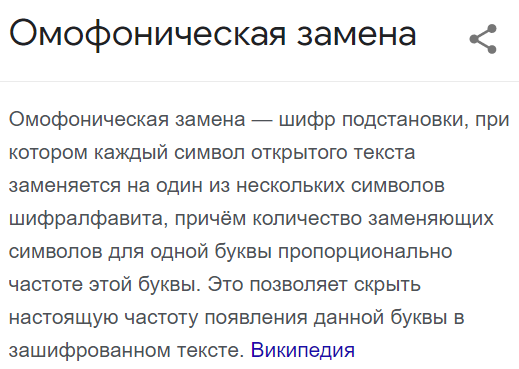 Омофоническая замена
Омофоническая замена — шифр подстановки, при
котором каждый символ открытого текста
заменяется на один из нескольких символов
шифралфавита, причём количество заменяющих
символов для одной буквы пропорционально
частоте этой буквы. Это позволяет скрыть
настоящую частоту появления данной буквы в
зашифрованном тексте. Википедия